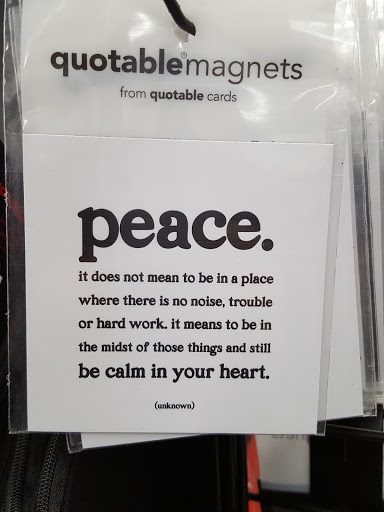 quotable®magnets
from quotable cards
peace.
it does not mean to be in a place
where there is no noise, trouble
or hard work. it means to be in
the midst of those things and still
be calm in your heart.
(unknown)